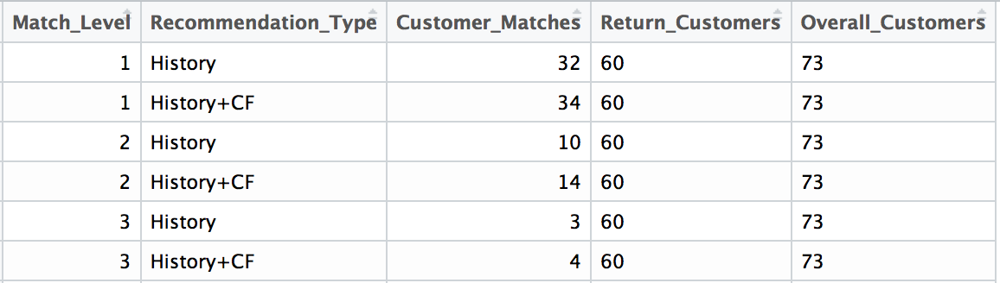 Match_Level Recommendation_Type Customer_Matches Return_Customers Overall_Customers
1 History 32 60 73
1 History+CF 34 60 73
2 History 10 60 73
2 History+CF 14 60 73
3 History 3 60 73
3 History+CF 4 60 73